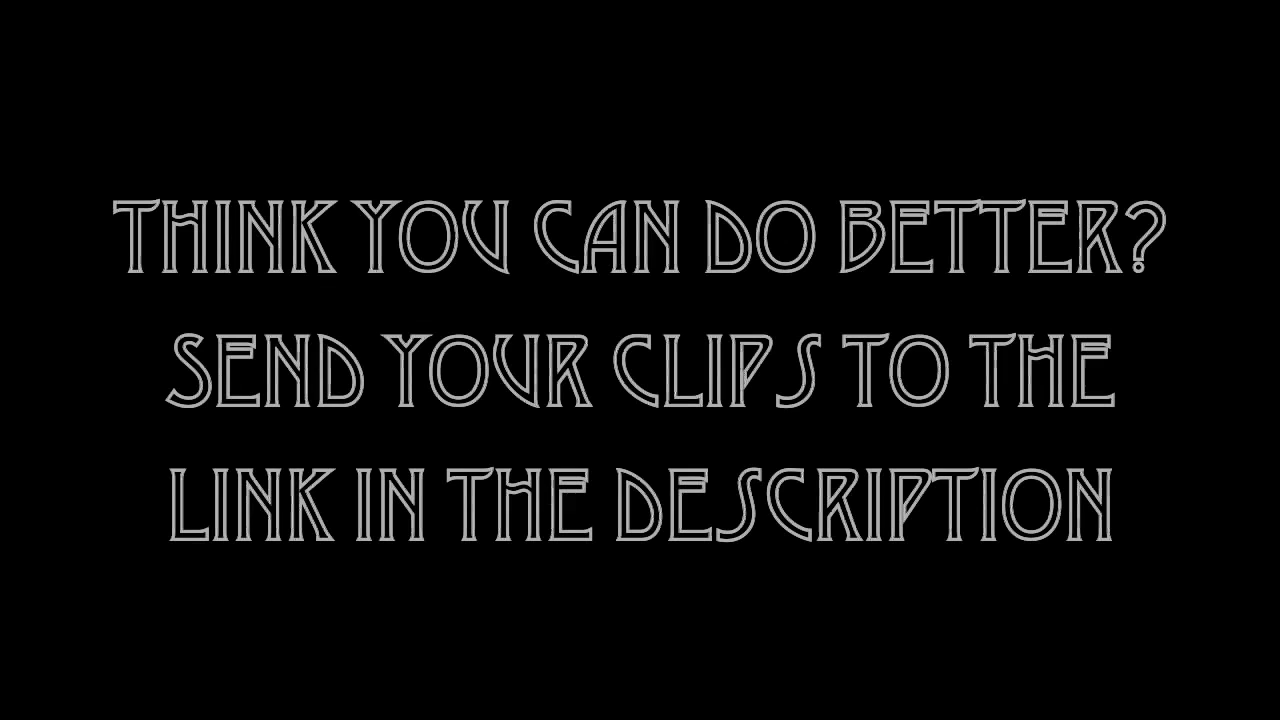 THINK YOU CAN DO BETTER?
SEND YOUR CLIPS TO THE
LINK IN THE DESCRIPTION